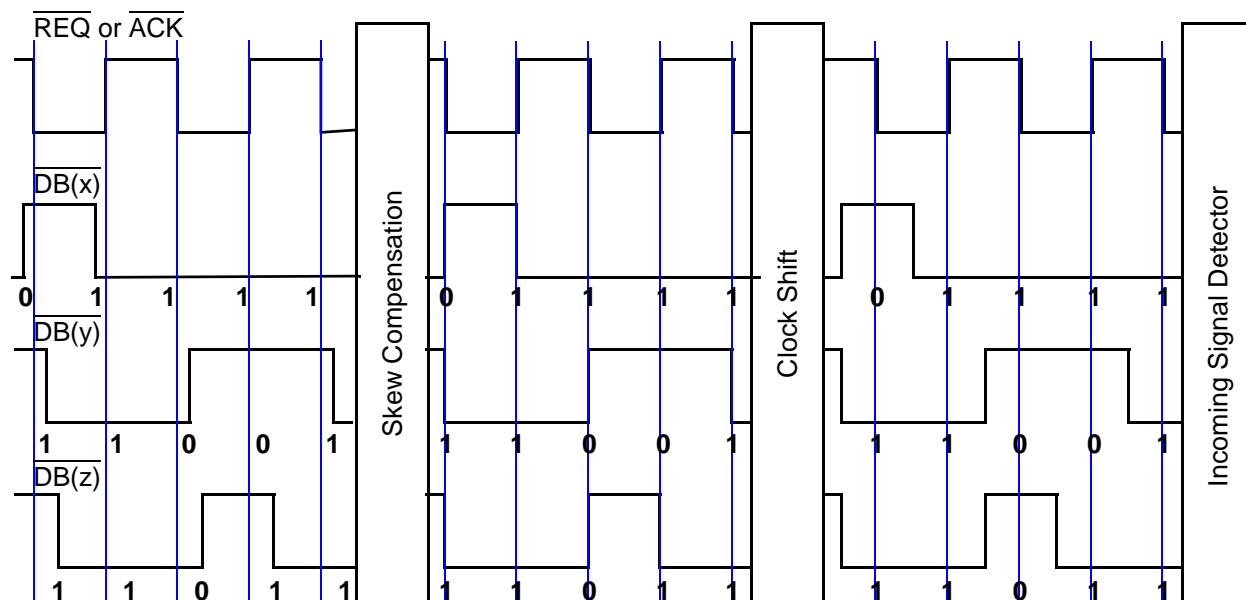 REQ or ACK
DB(x)
0 1 1 1 1 0 1 1 1 1 0 1 1 1 1
DB(y)
1 1 0 0 1 1 1 0 0 1 1 1 0 0 1
DB(z)
1 1 0 1 1 1 1 0 1 1 1 1 0 1 1
Skew Compensation
Clock Shift
Incoming Signal Detector